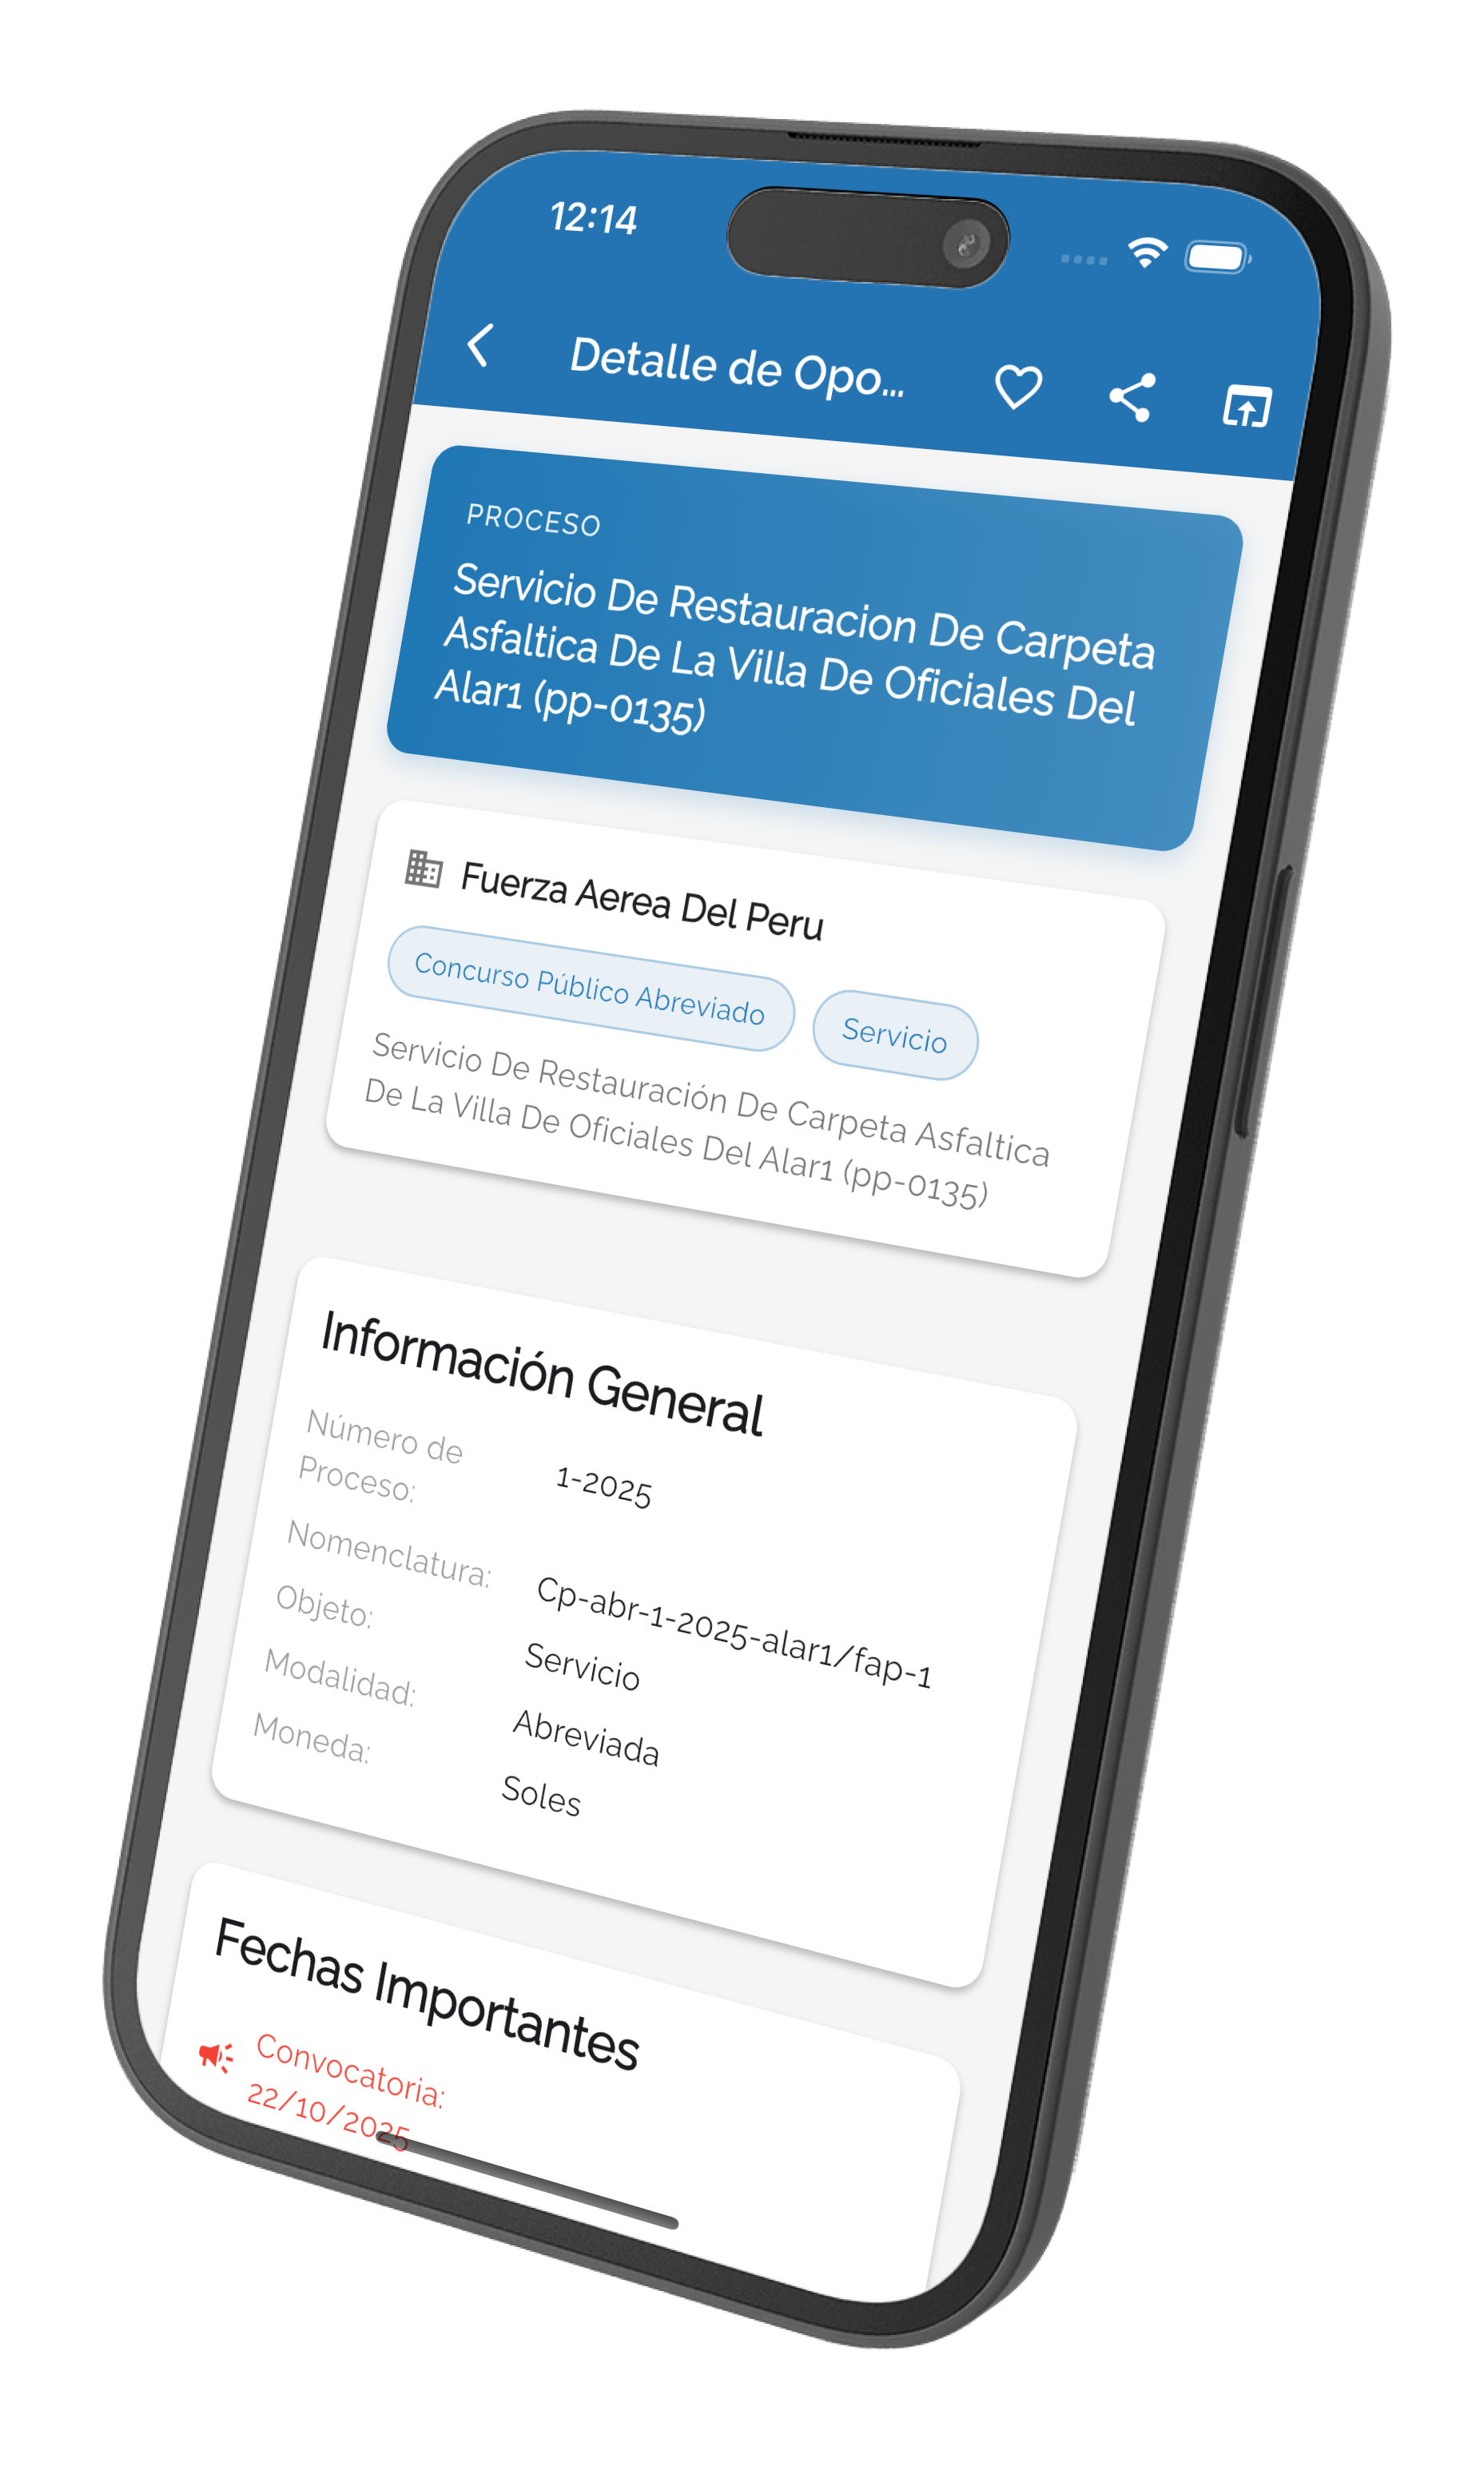 12:14
Detalle de Opo...
PROCESO
Servicio De Restauracion De Carpeta
Asfaltica De La Villa De Oficiales Del
Alar1 (pp-0135)
Fuerza Aerea Del Peru
Concurso Público Abreviado
Servicio
Servicio De Restauración De Carpeta Asfaltica
De La Villa De Oficiales Del Alar1 (pp-0135)
Información General
Número de
Proceso:
1-2025
Nomenclatura:
Cp-abr-1-2025-alar1/fap-1
Objeto:
Servicio
Modalidad:
Abreviada
Moneda:
Soles
Fechas Importantes
Convocatoria:
22/10/2025